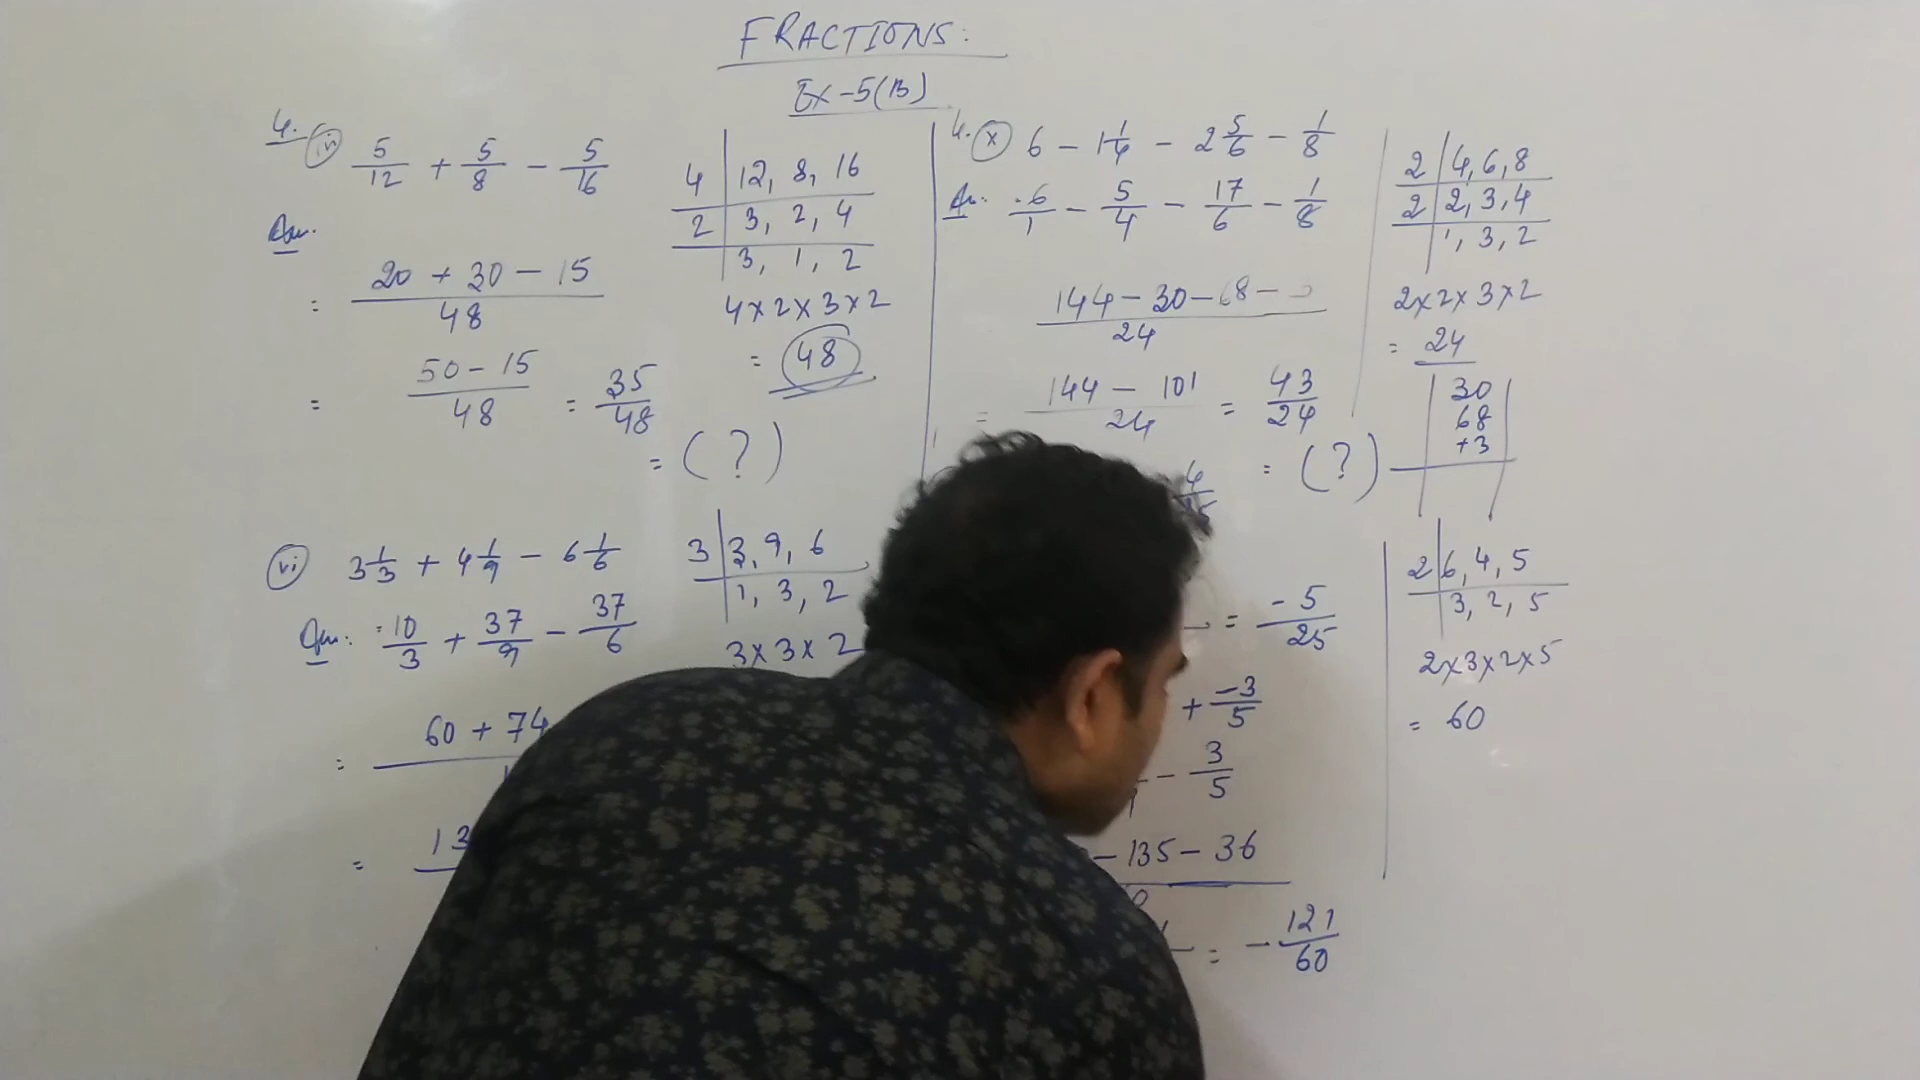 FRACTIONS:
Ex-5(B)
4. (iv) 5/12 + 5/8 - 5/16
Ans.
= 20 + 30 - 15 / 48
= 50 - 15 / 48 = 35/48
= (?)
4 | 12, 8, 16
2 | 3, 2, 4
3, 1, 2
4 x 2 x 3 x 2
= 48
(vi) 3 1/3 + 4 1/9 - 6 1/6
Ans: = 10/3 + 37/9 - 37/6
= 60 + 74
= 13
3 | 3, 9, 6
1, 3, 2
3 x 3 x 2
4. (x) 6 - 1 1/4 - 2 5/6 - 1/8
An: 6/1 - 5/4 - 17/6 - 1/8
144 - 30 - 68 - / 24
= 144 - 101 / 24 = 43/24
= (?)
2 | 4, 6, 8
2 | 2, 3, 4
1, 3, 2
2 x 2 x 3 x 2
= 24
30
68
+3
= -5/25
+ -3/5
- 3/5
- 135 - 36
= - 121/60
2 | 6, 4, 5
3, 2, 5
2 x 3 x 2 x 5
= 60